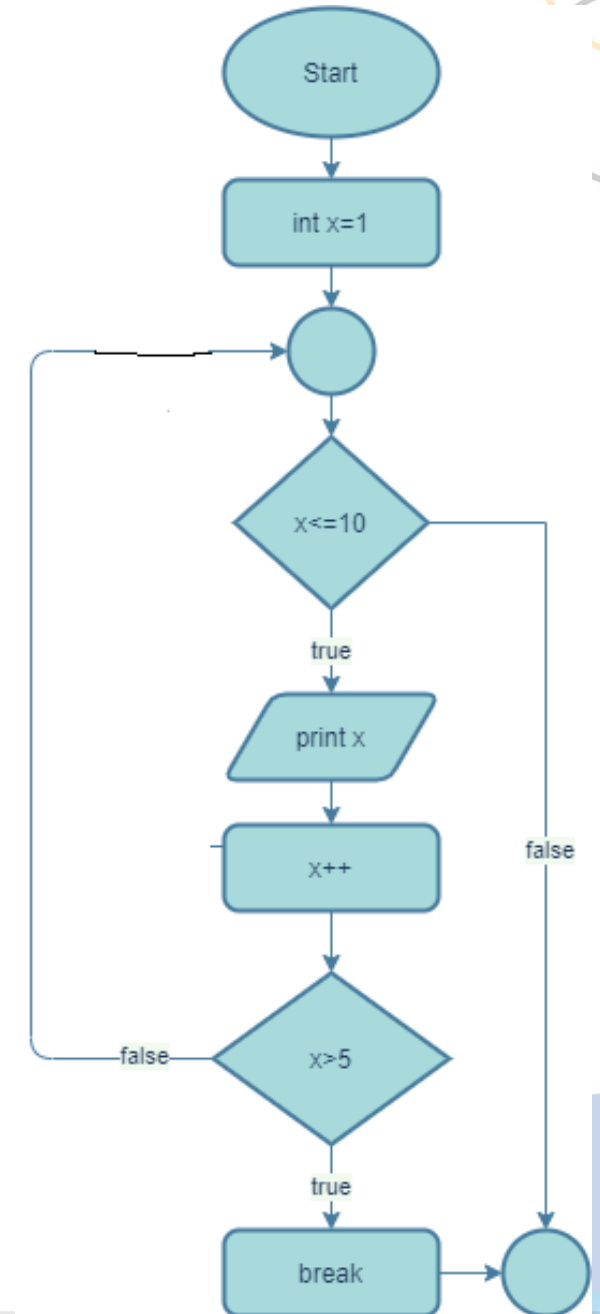 Start
int x=1
x<=10
true
print x
x++
false
x>5
false
true
break